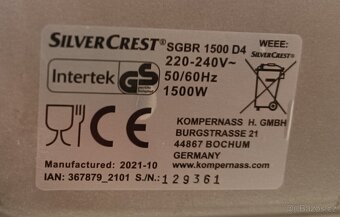 SILVERCREST® SGBR 1500 D4 WEEE:
Intertek GS 220-240V~ SILVERCREST®
50/60Hz
1500W
CE KOMPERNASS H. GMBH
BURGSTRASSE 21
44867 BOCHUM
GERMANY
Manufactured: 2021-10 www.kompernass.com
IAN: 367879_2101 S./N.: 129361